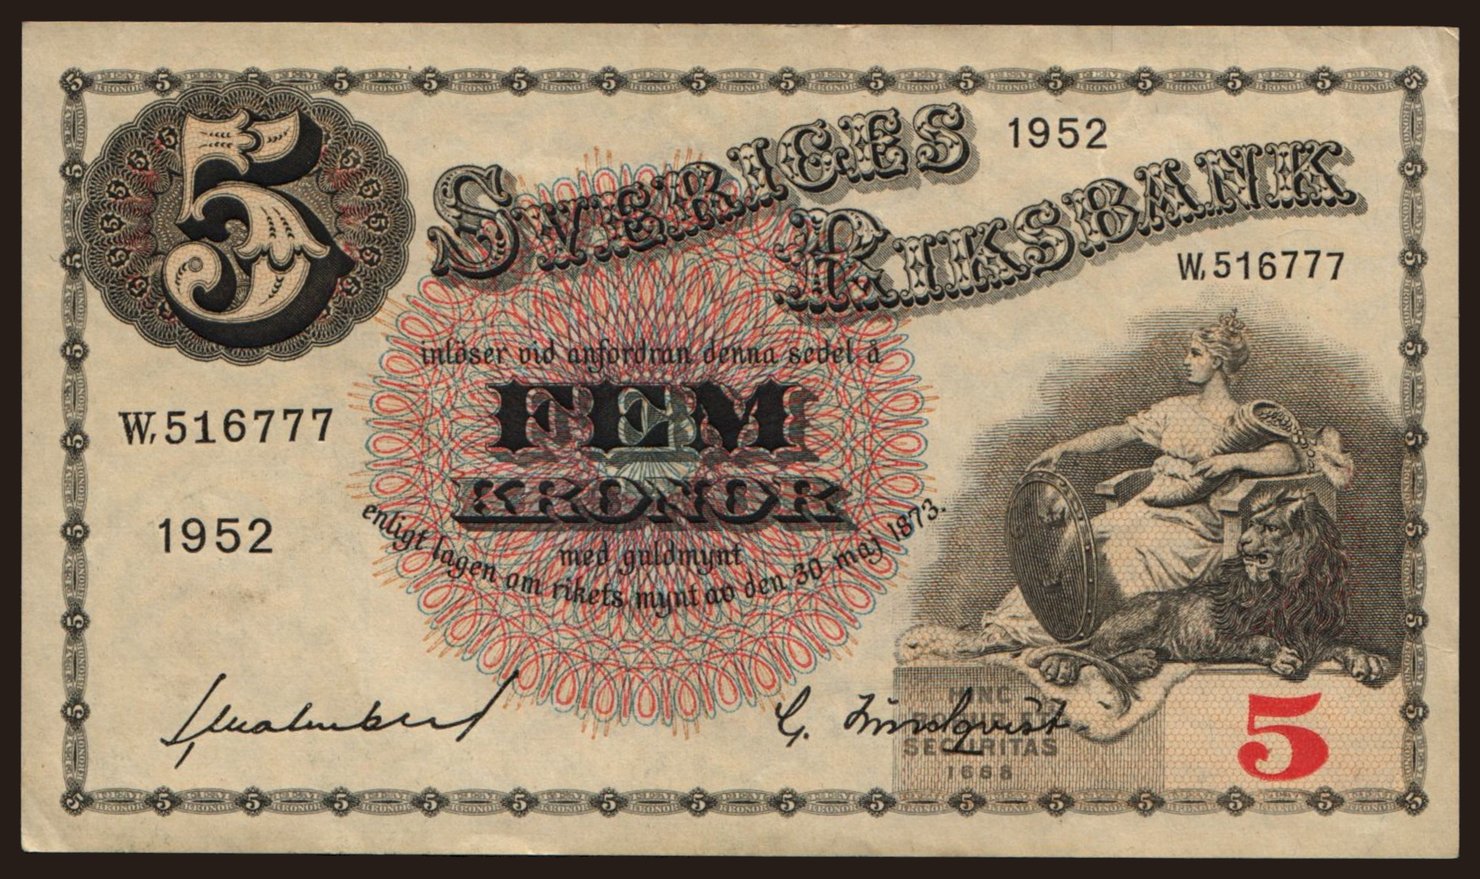 5
SVERIGES
1952
RIKSBANK
W,516777
inlöser vid anfordran denna sedel å
W,516777
FEM
KRONOR
1952
med guldmynt
enligt lagen om rikets mynt av den 30 maj 1873.
HINC
SECURITAS
1668
5